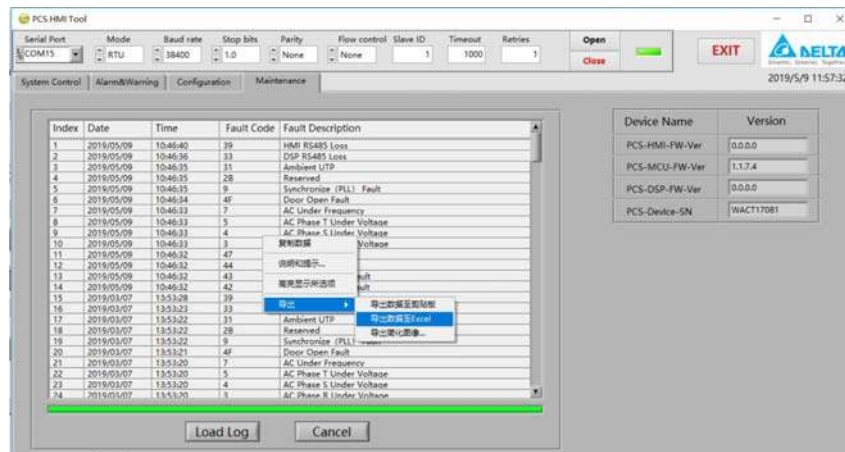 PCS HMI Tool
Serial Port Mode Baud rate Stop bits Parity Flow control Slave ID Timeout Retries
COM15 RTU 38400 1.0 None None 1 1000 1
Open
Close
EXIT
DELTA
System Control Alarm&Warning Configuration Maintenance
2019/5/9 11:57:32
Index Date Time Fault Code Fault Description
1 2019/05/09 10:46:40 39 HMI RS485 Loss
2 2019/05/09 10:46:36 33 DSP RS485 Loss
3 2019/05/09 10:46:35 31 Ambient UTP
4 2019/05/09 10:46:35 2B Reserved
5 2019/05/09 10:46:35 9 Synchronize (PLL) Fault
6 2019/05/09 10:46:34 4F Door Open Fault
7 2019/05/09 10:46:33 7 AC Under Frequency
8 2019/05/09 10:46:33 5 AC Phase T Under Voltage
9 2019/05/09 10:46:33 4 AC Phase S Under Voltage
10 2019/05/09 10:46:33 3 Voltage
11 2019/05/09 10:46:32 47
12 2019/05/09 10:46:32 44
13 2019/05/09 10:46:32 43
14 2019/05/09 10:46:32 42
15 2019/03/07 13:53:28 39
16 2019/03/07 13:53:23 33
17 2019/03/07 13:53:22 31 Ambient UTP
18 2019/03/07 13:53:22 2B Reserved
19 2019/03/07 13:53:22 9 Synchronize (PLL)
20 2019/03/07 13:53:21 4F Door Open Fault
21 2019/03/07 13:53:20 7 AC Under Frequency
22 2019/03/07 13:53:20 5 AC Phase T Under Voltage
23 2019/03/07 13:53:20 4 AC Phase S Under Voltage
24 2019/03/07 13:53:20 3 AC Phase R Under Voltage
复制数据
说明和提示...
高亮显示所选项
导出
导出数据至剪贴板
导出数据至Excel
导出简化图像...
Load Log Cancel
Device Name Version
PCS-HMI-FW-Ver 0.0.0.0
PCS-MCU-FW-Ver 1.1.7.4
PCS-DSP-FW-Ver 0.0.0.0
PCS-Device-SN WACT17081